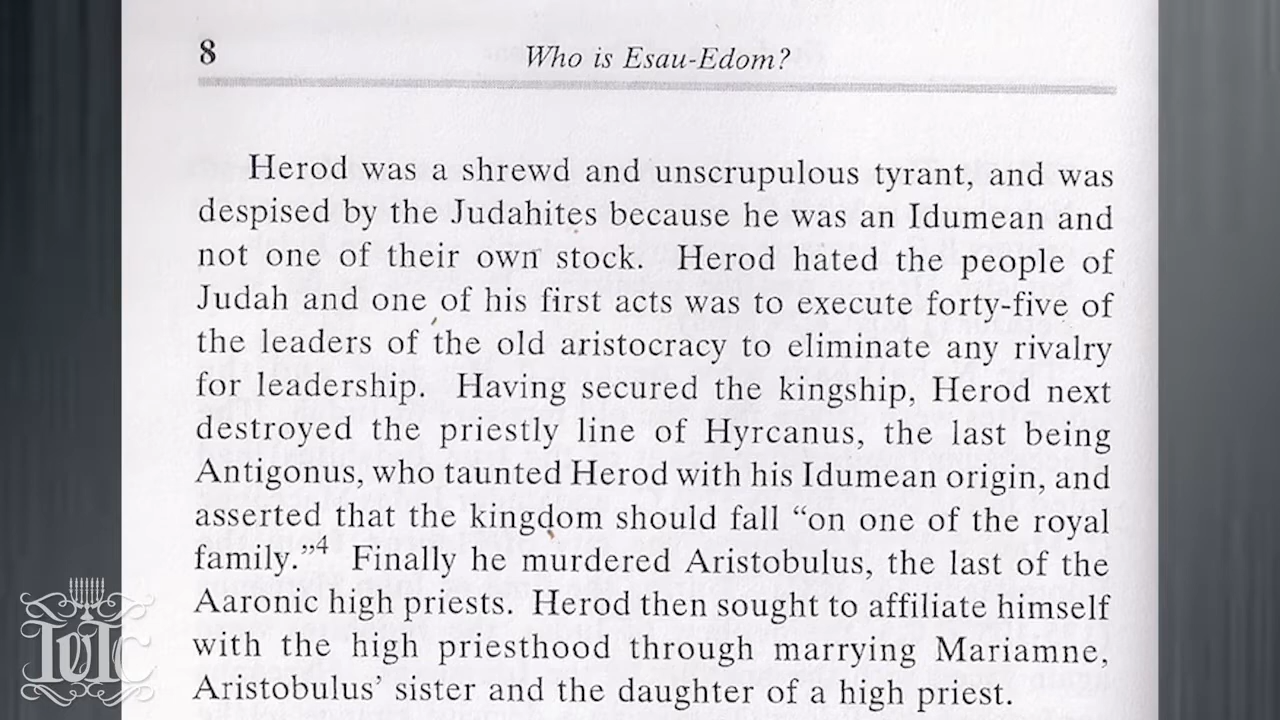 8
Who is Esau-Edom?
Herod was a shrewd and unscrupulous tyrant, and was
despised by the Judahites because he was an Idumean and
not one of their own stock. Herod hated the people of
Judah and one of his first acts was to execute forty-five of
the leaders of the old aristocracy to eliminate any rivalry
for leadership. Having secured the kingship, Herod next
destroyed the priestly line of Hyrcanus, the last being
Antigonus, who taunted Herod with his Idumean origin, and
asserted that the kingdom should fall “on one of the royal
family.”4 Finally he murdered Aristobulus, the last of the
Aaronic high priests. Herod then sought to affiliate himself
with the high priesthood through marrying Mariamne,
Aristobulus’ sister and the daughter of a high priest.
IUIC